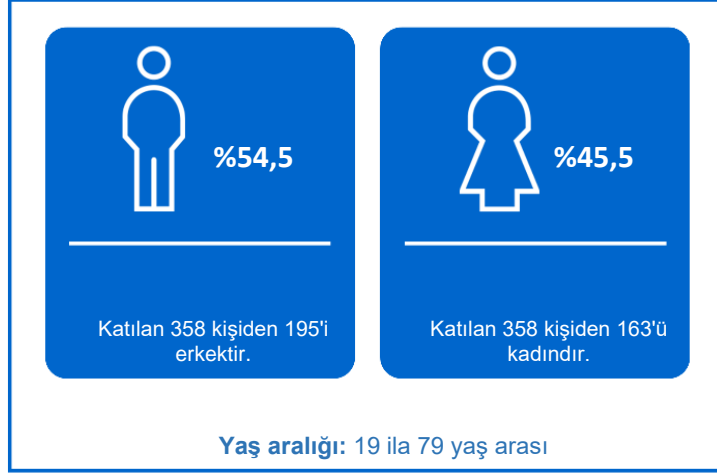 %54,5
Katılan 358 kişiden 195'i
erkektir.
%45,5
Katılan 358 kişiden 163'ü
kadındır.
Yaş aralığı: 19 ila 79 yaş arası